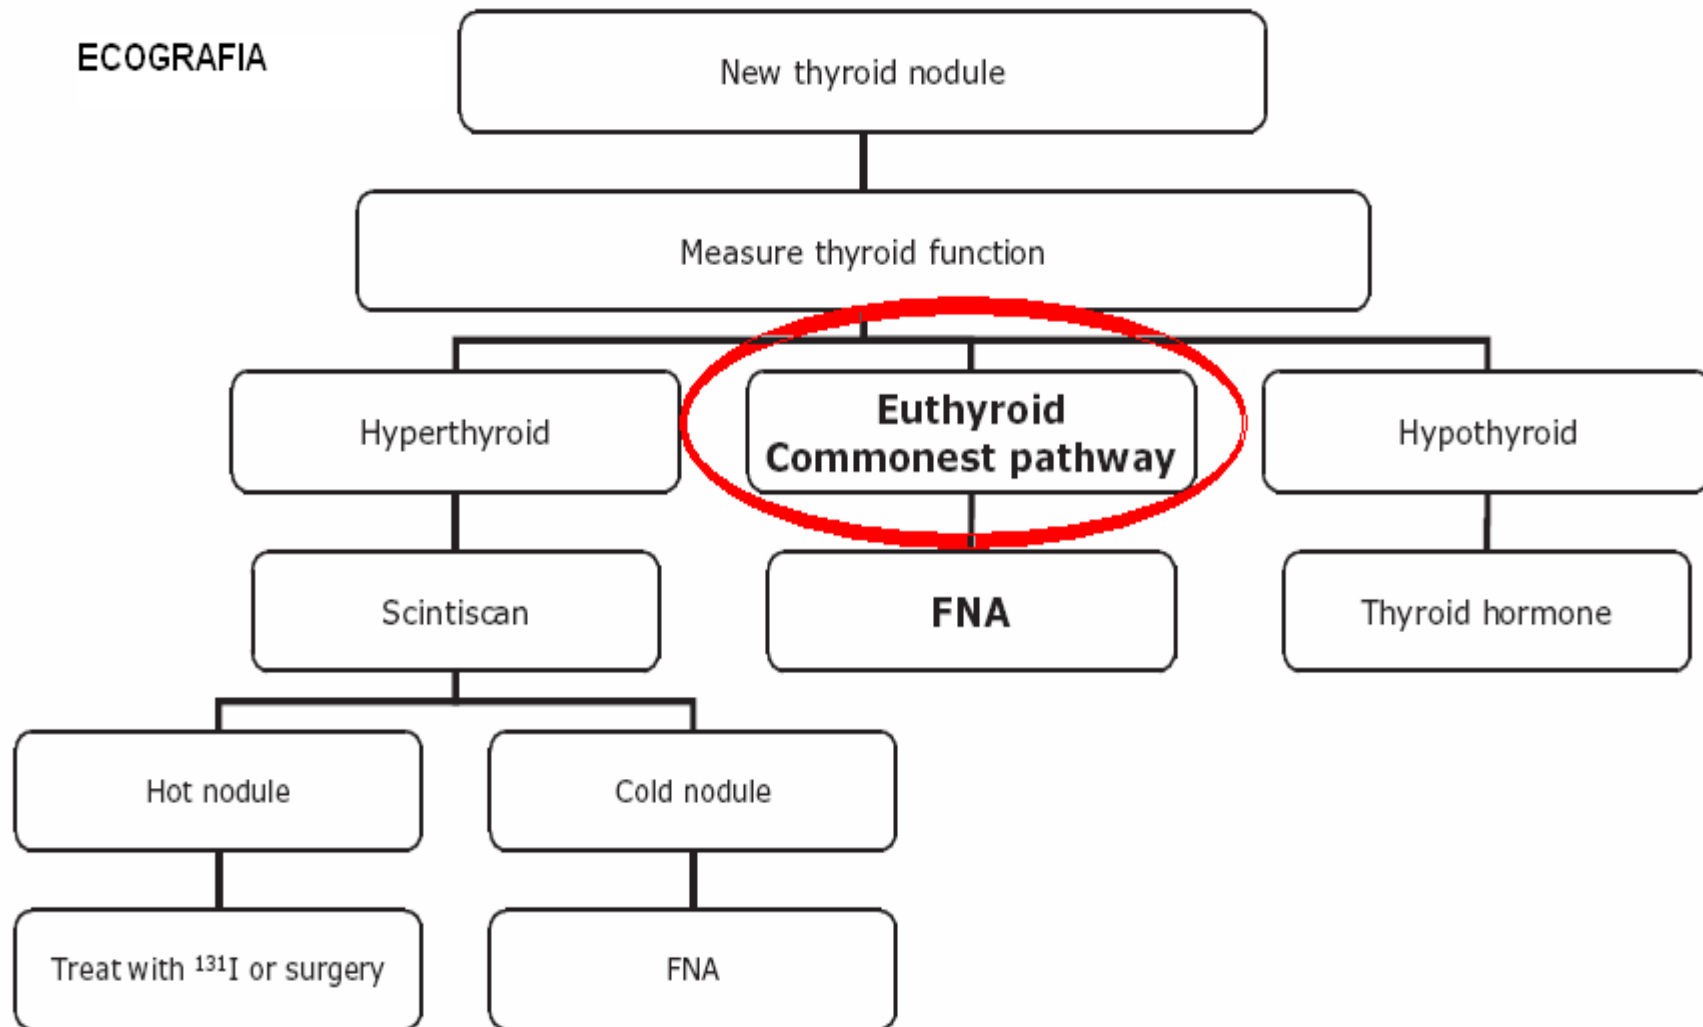 ECOGRAFIA
New thyroid nodule
Measure thyroid function
Hyperthyroid
Euthyroid
Commonest pathway
Hypothyroid
Scintiscan
FNA
Thyroid hormone
Hot nodule
Cold nodule
Treat with ¹³¹I or surgery
FNA